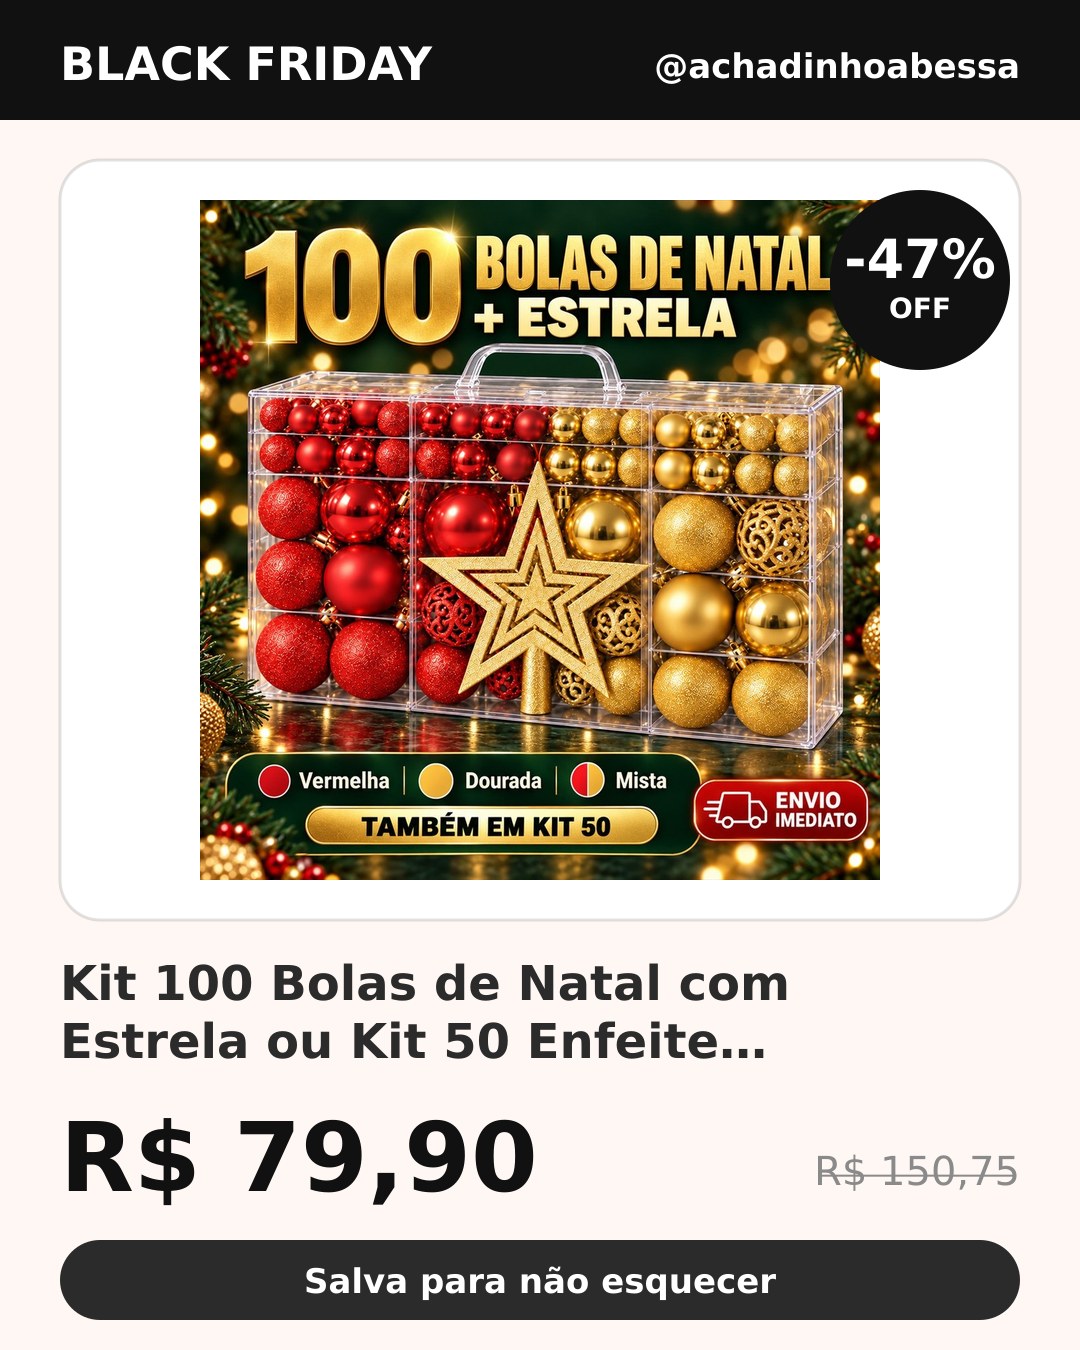 BLACK FRIDAY
@achadinhoabessa
100 BOLAS DE NATAL
+ ESTRELA
-47%
OFF
Vermelha
Dourada
Mista
TAMBÉM EM KIT 50
ENVIO
IMEDIATO
Kit 100 Bolas de Natal com
Estrela ou Kit 50 Enfeite...
R$ 79,90
R$ 150,75
Salva para não esquecer